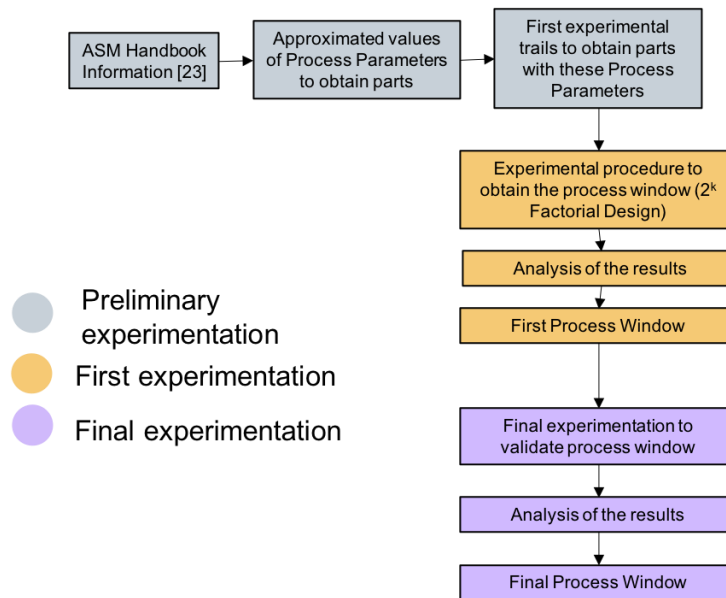 ASM Handbook
Information [23]
Approximated values
of Process Parameters
to obtain parts
First experimental
trails to obtain parts
with these Process
Parameters
Experimental procedure to
obtain the process window (2ᵏ
Factorial Design)
Analysis of the results
First Process Window
Preliminary
experimentation
First experimentation
Final experimentation
Final experimentation to
validate process window
Analysis of the results
Final Process Window